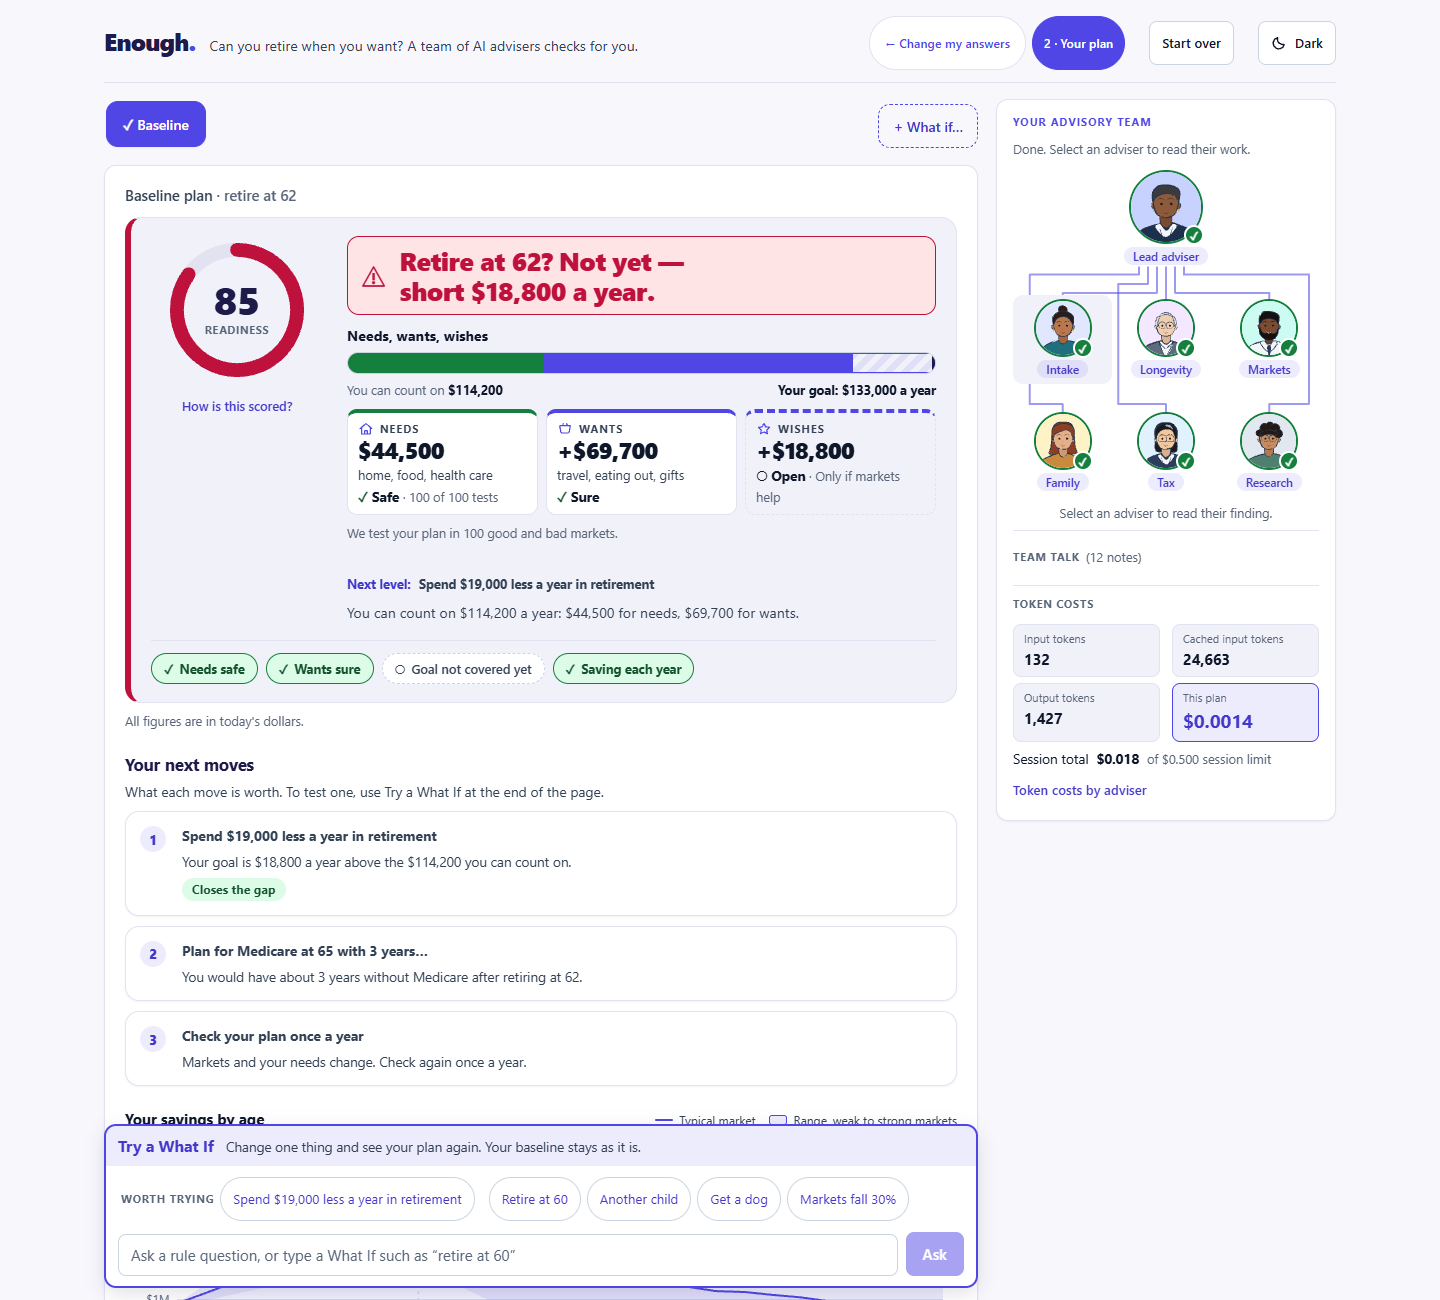 Enough.
Can you retire when you want? A team of AI advisers checks for you.
← Change my answers
2 · Your plan
Start over
Dark
✓ Baseline
+ What if...
Baseline plan · retire at 62
85
READINESS
How is this scored?
Retire at 62? Not yet —
short $18,800 a year.
Needs, wants, wishes
You can count on $114,200
Your goal: $133,000 a year
NEEDS
$44,500
home, food, health care
✓ Safe · 100 of 100 tests
WANTS
+$69,700
travel, eating out, gifts
✓ Sure
WISHES
+$18,800
Open · Only if markets
help
We test your plan in 100 good and bad markets.
Next level: Spend $19,000 less a year in retirement
You can count on $114,200 a year: $44,500 for needs, $69,700 for wants.
✓ Needs safe
✓ Wants sure
Goal not covered yet
✓ Saving each year
All figures are in today's dollars.
Your next moves
What each move is worth. To test one, use Try a What If at the end of the page.
1
Spend $19,000 less a year in retirement
Your goal is $18,800 a year above the $114,200 you can count on.
Closes the gap
2
Plan for Medicare at 65 with 3 years...
You would have about 3 years without Medicare after retiring at 62.
3
Check your plan once a year
Markets and your needs change. Check again once a year.
Your savings by age
Typical market
Range, weak to strong markets
Try a What If
Change one thing and see your plan again. Your baseline stays as it is.
WORTH TRYING
Spend $19,000 less a year in retirement
Retire at 60
Another child
Get a dog
Markets fall 30%
Ask a rule question, or type a What If such as “retire at 60”
Ask
$1M
YOUR ADVISORY TEAM
Done. Select an adviser to read their work.
Lead adviser
Intake
Longevity
Markets
Family
Tax
Research
Select an adviser to read their finding.
TEAM TALK (12 notes)
TOKEN COSTS
Input tokens
132
Cached input tokens
24,663
Output tokens
1,427
This plan
$0.0014
Session total $0.018 of $0.500 session limit
Token costs by adviser